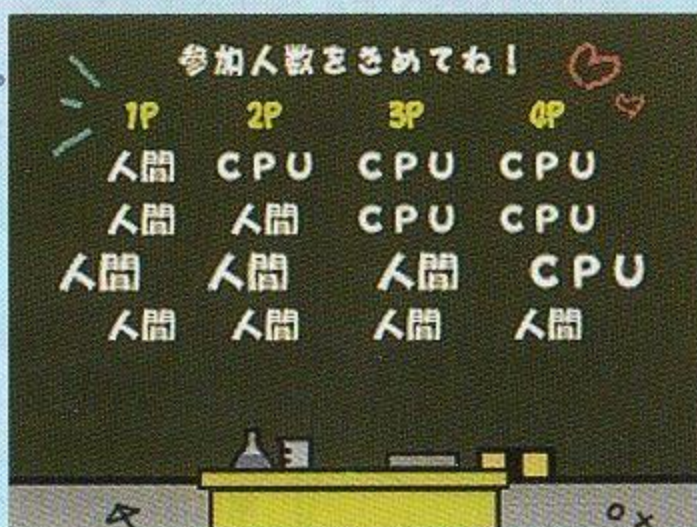 参加人数をきめてね！
1P 2P 3P 4P
人間 CPU CPU CPU
人間 人間 CPU CPU
人間 人間 人間 CPU
人間 人間 人間 人間